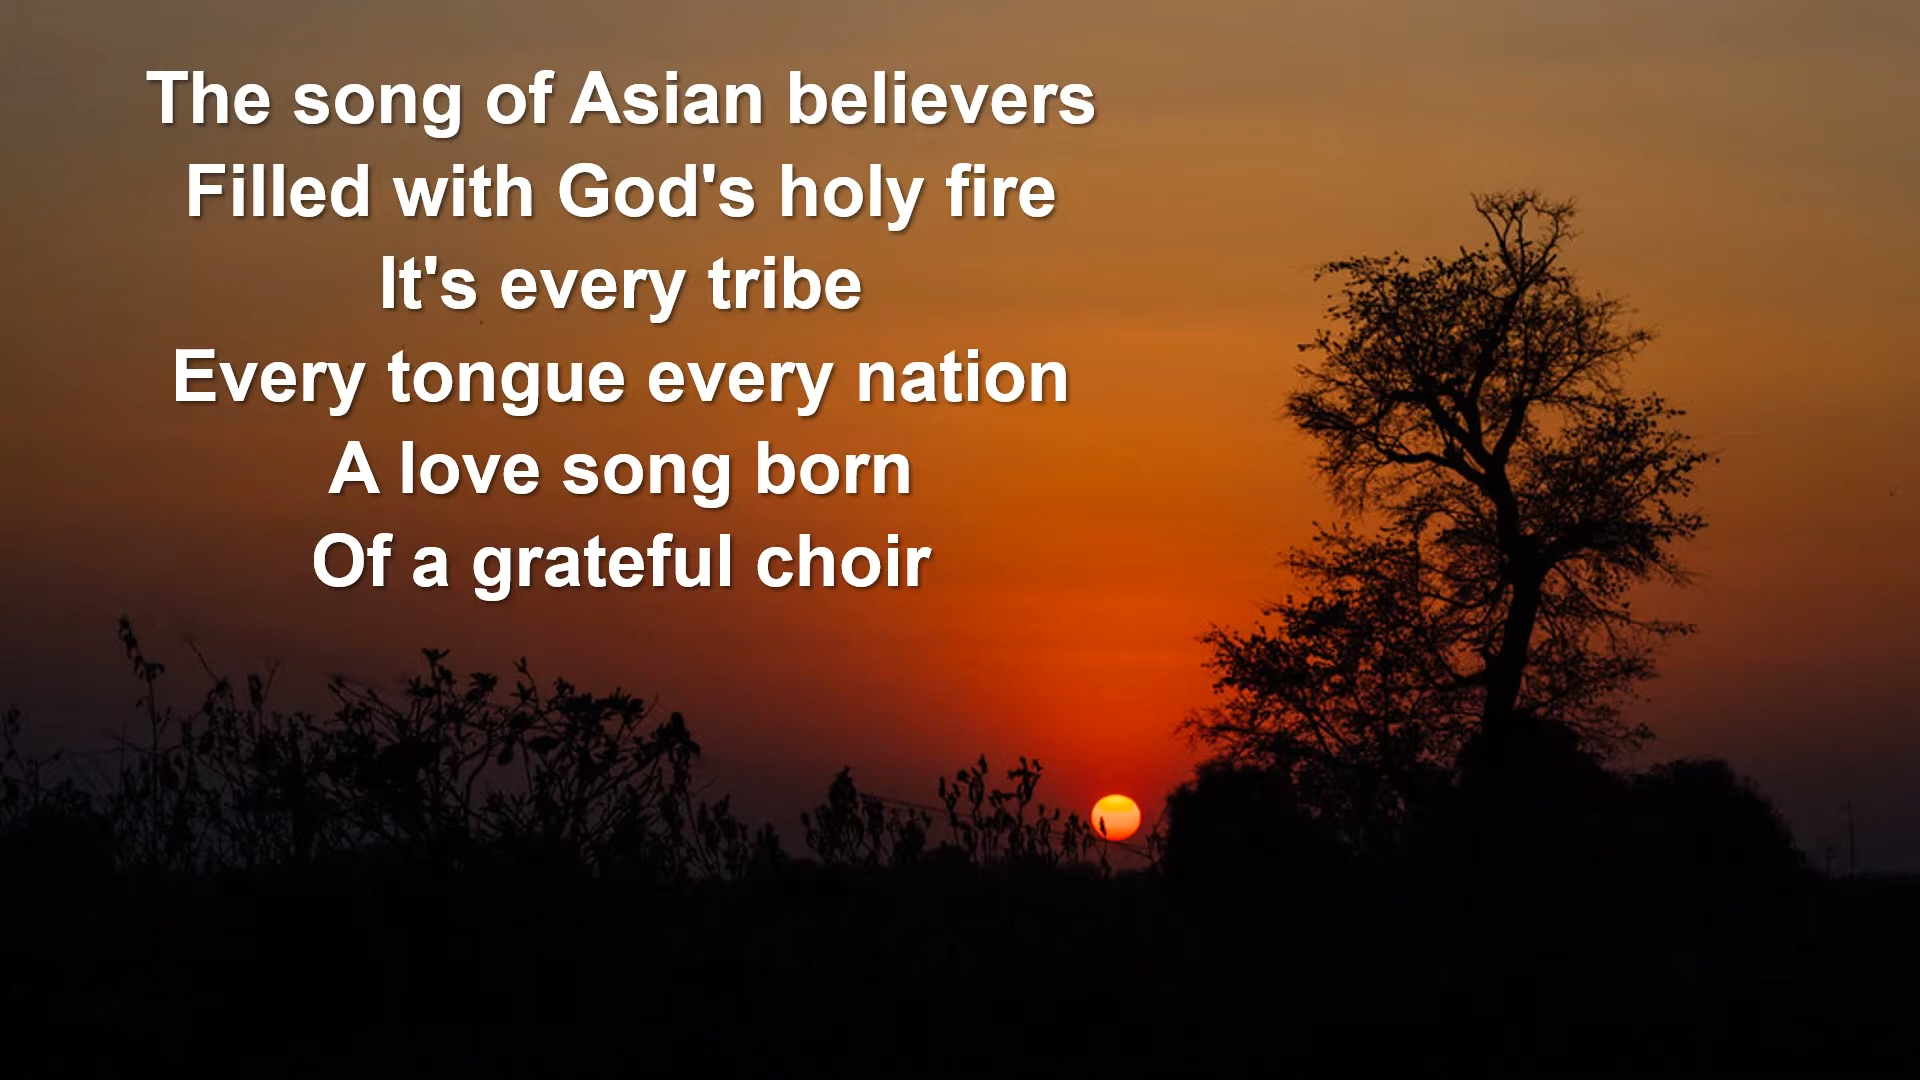 The song of Asian believers
Filled with God's holy fire
It's every tribe
Every tongue every nation
A love song born
Of a grateful choir